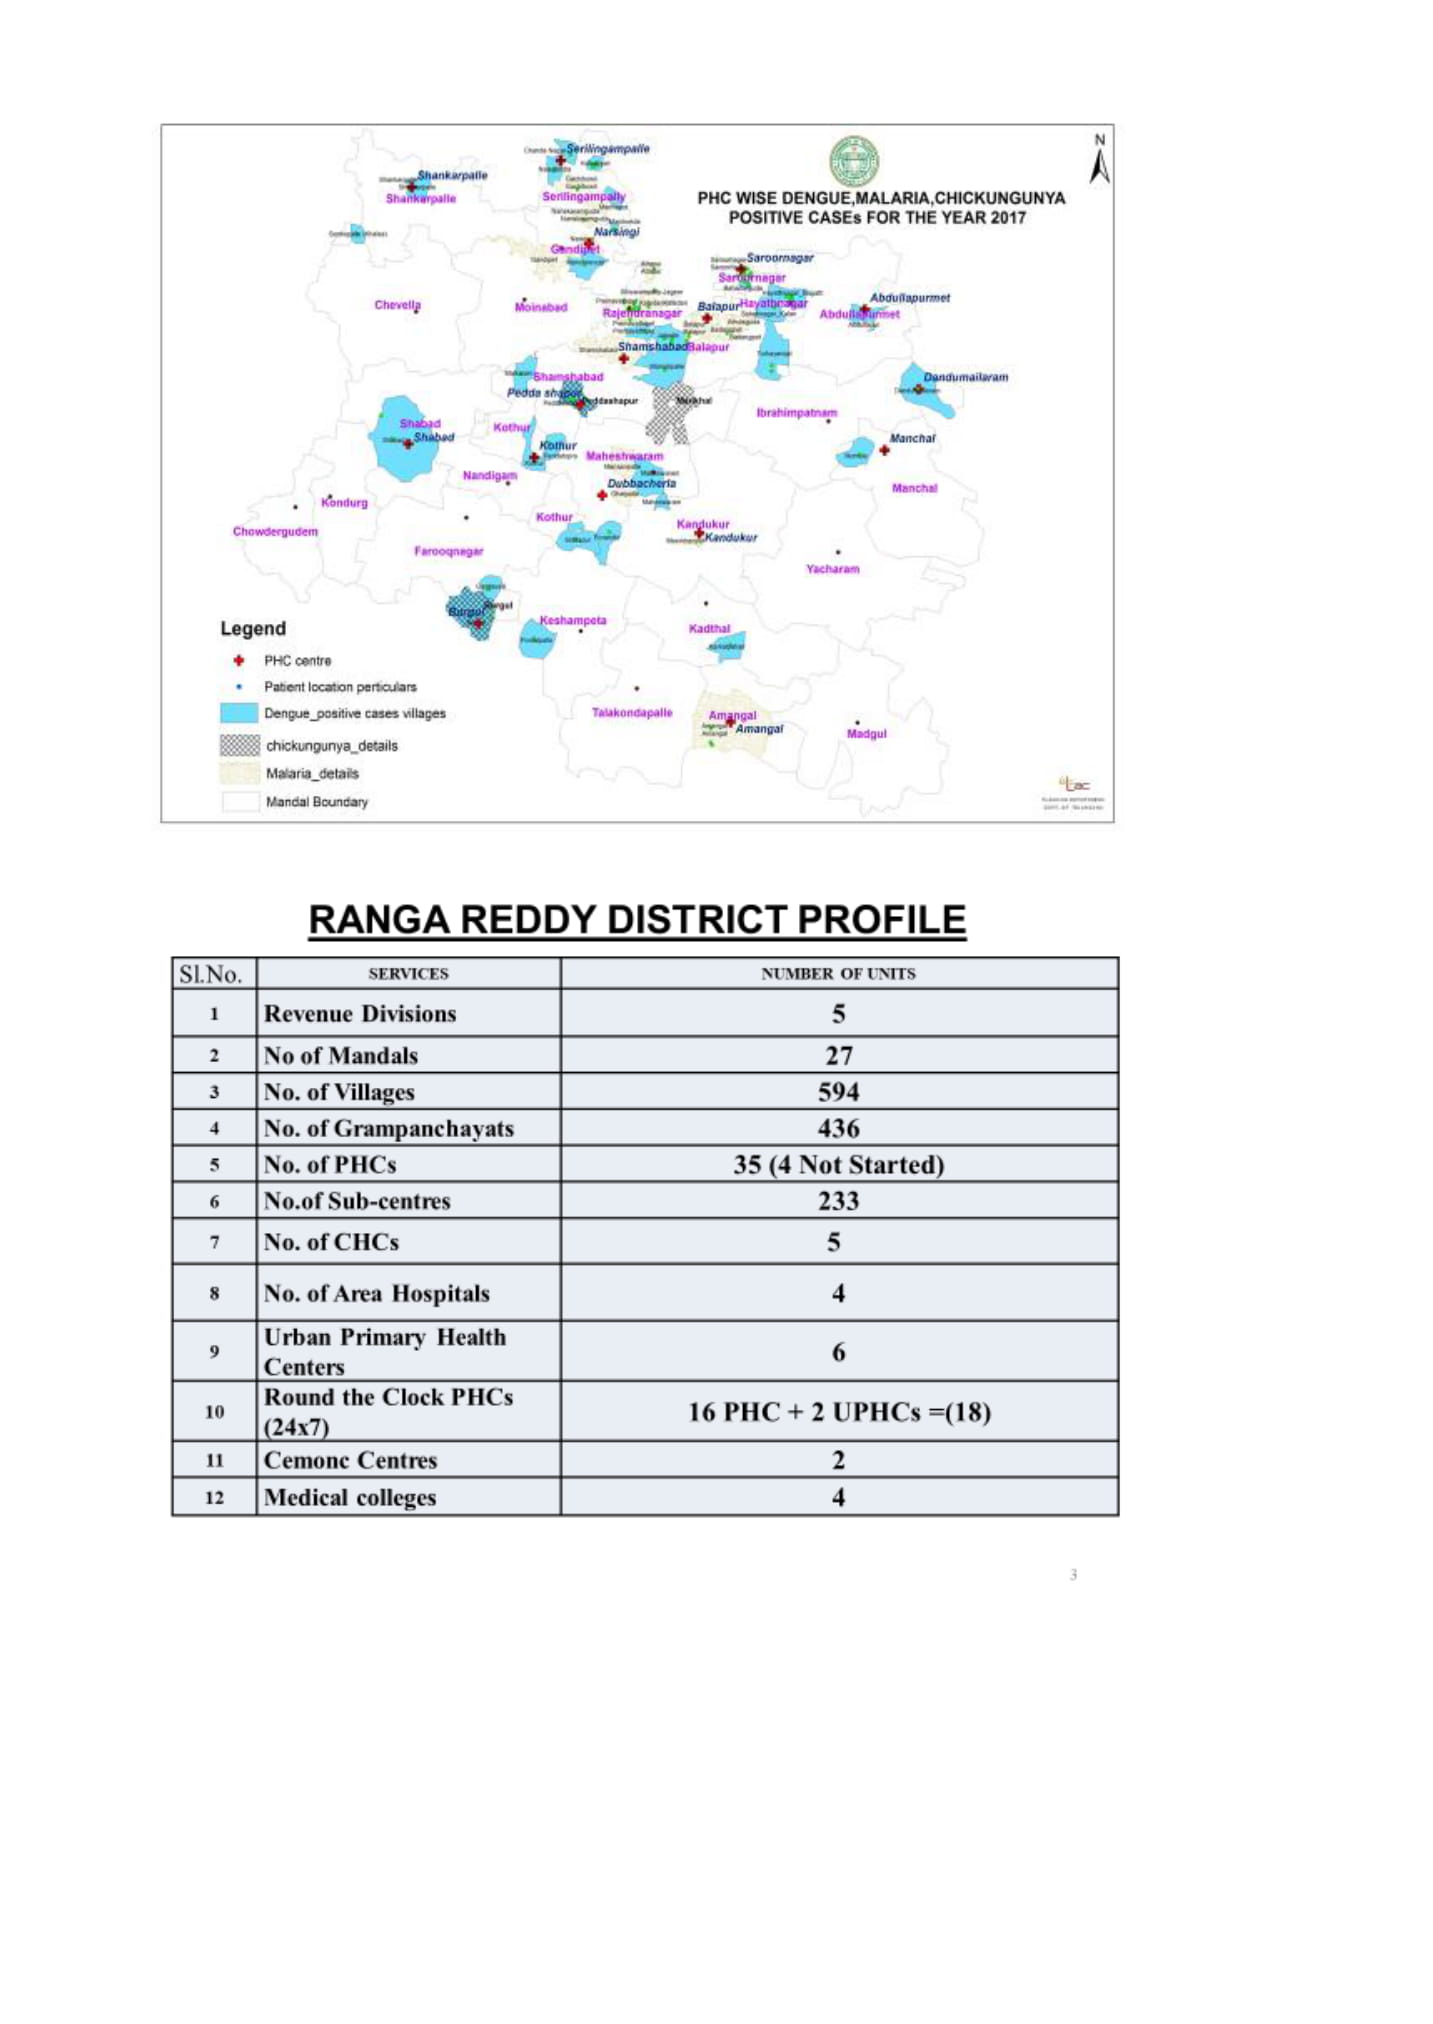 N
PHC WISE DENGUE,MALARIA,CHICKUNGUNYA
POSITIVE CASEs FOR THE YEAR 2017
Serilingampalle
Shankarpalle
Shankarpalle
Serilingampally
Narsingi
Gandipet
Saroornagar
Saroornagar
Chevella
Moinabad
Rajendranagar
Balapur
Hayathnagar
Abdullapurmet
Abdullapurmet
Shamshabad
Balapur
Shamshabad
Dandumailaram
Pedda shapur
Peddashapur
Mankhal
Ibrahimpatnam
Shabad
Shabad
Kothur
Kothur
Manchal
Maheshwaram
Nandigam
Dubbacherla
Manchal
Kondurg
Chowdergudem
Kothur
Kandukur
Kandukur
Farooqnagar
Yacharam
Burgul
Burgul
Keshampeta
Kadthal
Talakondapalle
Amangal
Amangal
Madgul
Legend
PHC centre
Patient location perticulars
Dengue_positive cases villages
chickungunya_details
Malaria_details
Mandal Boundary
RANGA REDDY DISTRICT PROFILE
Sl.No. SERVICES NUMBER OF UNITS
1 Revenue Divisions 5
2 No of Mandals 27
3 No. of Villages 594
4 No. of Grampanchayats 436
5 No. of PHCs 35 (4 Not Started)
6 No.of Sub-centres 233
7 No. of CHCs 5
8 No. of Area Hospitals 4
9 Urban Primary Health
Centers 6
10 Round the Clock PHCs
(24x7) 16 PHC + 2 UPHCs =(18)
11 Cemonc Centres 2
12 Medical colleges 4
3